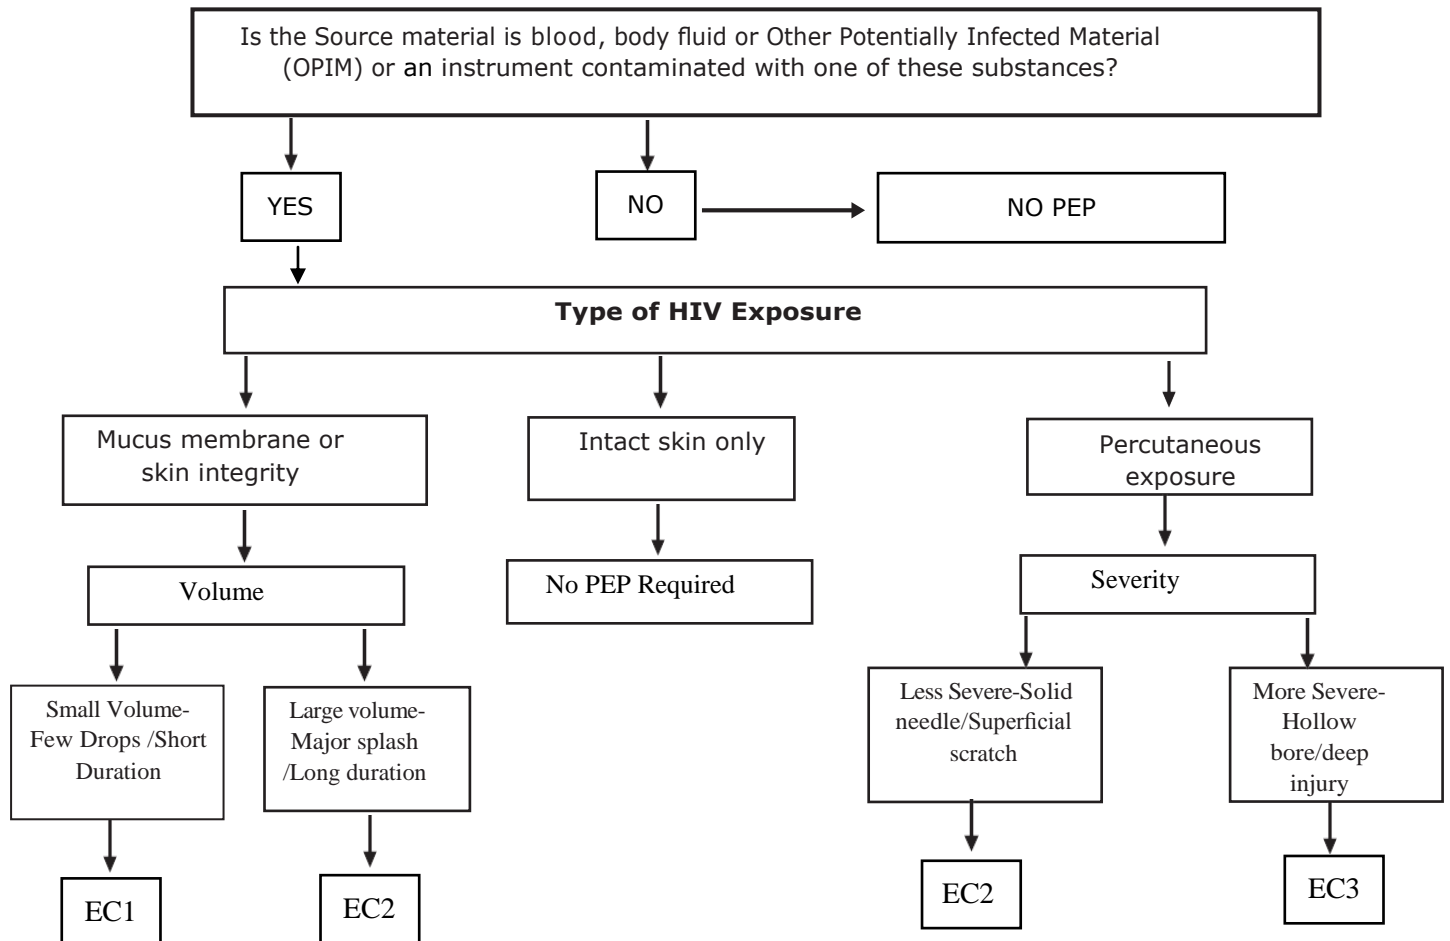 Is the Source material is blood, body fluid or Other Potentially Infected Material
(OPIM) or an instrument contaminated with one of these substances?
YES
NO
NO PEP
Type of HIV Exposure
Mucus membrane or
skin integrity
Intact skin only
Percutaneous
exposure
Volume
No PEP Required
Severity
Small Volume-
Few Drops /Short
Duration
Large volume-
Major splash
/Long duration
Less Severe-Solid
needle/Superficial
scratch
More Severe-
Hollow
bore/deep
injury
EC1
EC2
EC2
EC3